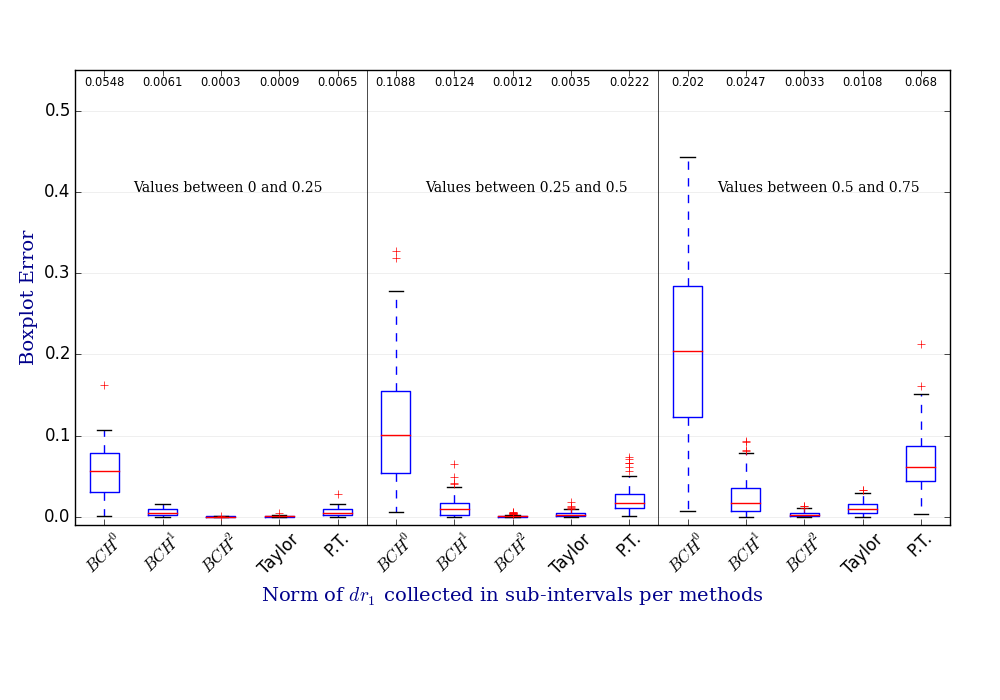 0.0548 0.0061 0.0003 0.0009 0.0065 0.1088 0.0124 0.0012 0.0035 0.0222 0.202 0.0247 0.0033 0.0108 0.068
0.5
0.4
0.3
0.2
0.1
0.0
Boxplot Error
Values between 0 and 0.25 Values between 0.25 and 0.5 Values between 0.5 and 0.75
BCH⁰ BCH¹ BCH² Taylor P.T. BCH⁰ BCH¹ BCH² Taylor P.T. BCH⁰ BCH¹ BCH² Taylor P.T.
Norm of dr₁ collected in sub-intervals per methods